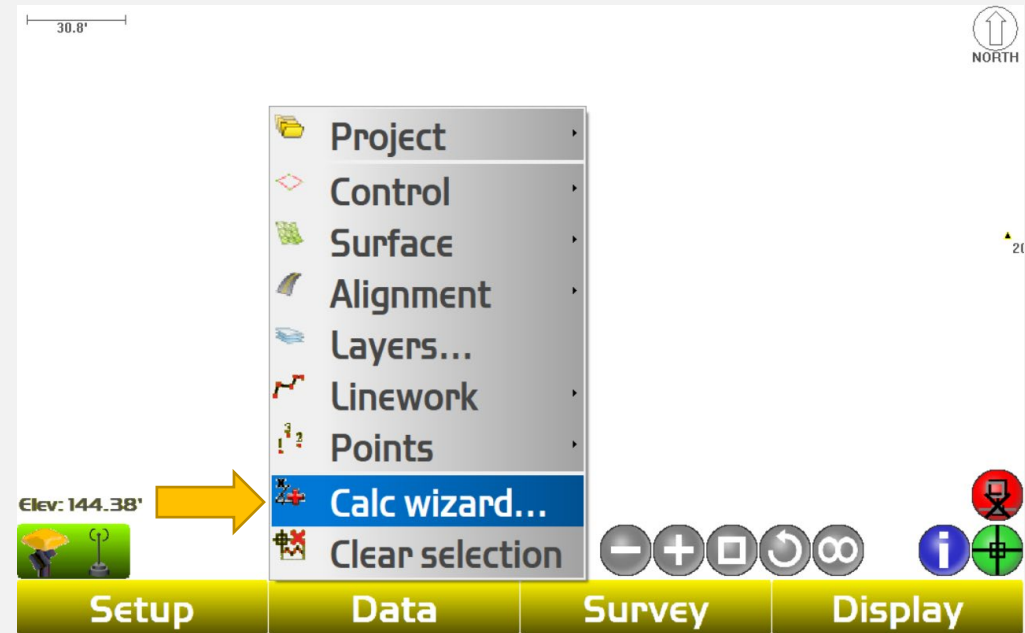 30.8'
NORTH
Project
Control
Surface
Alignment
Layers...
Linework
Points
Calc wizard...
Clear selection
20
Elev: 144.38'
Setup
Data
Survey
Display